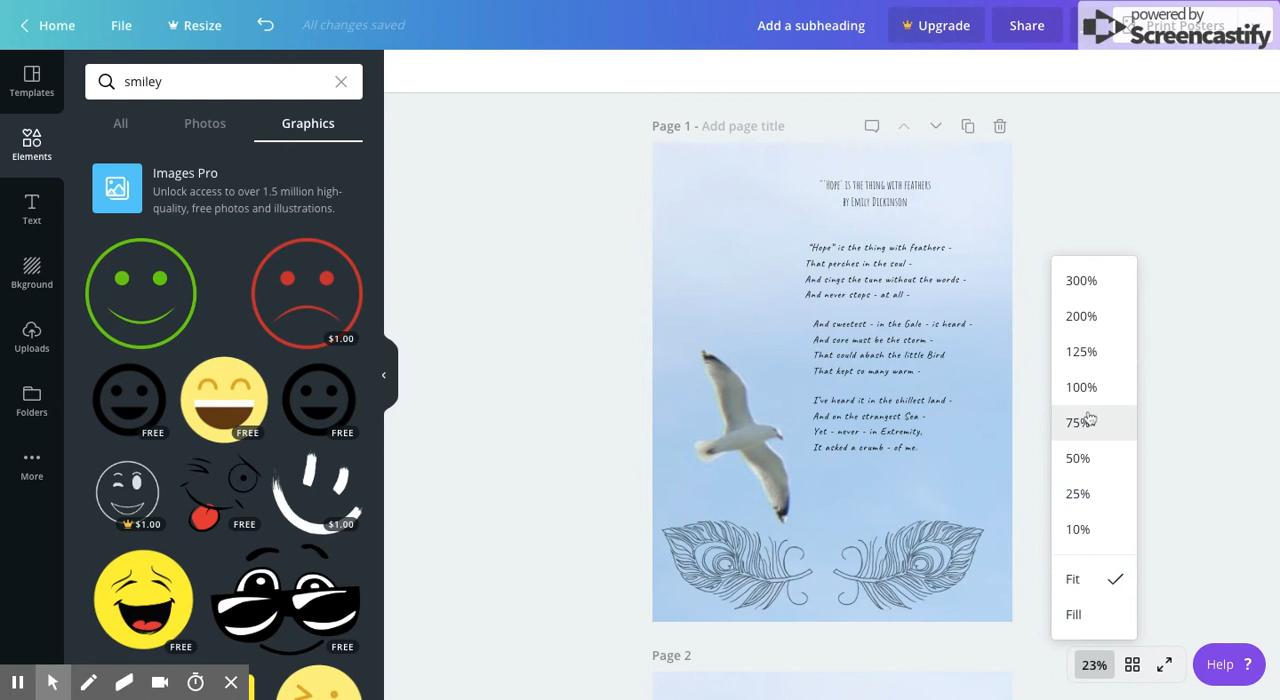 Home
File
Resize
All changes saved
Add a subheading
Upgrade
Share
Print Posters
powered by
Screencastify
Templates
Elements
Text
Bkground
Uploads
Folders
More
smiley
All
Photos
Graphics
Images Pro
Unlock access to over 1.5 million high-
quality, free photos and illustrations.
$1.00
FREE
FREE
FREE
$1.00
FREE
$1.00
FREE
FREE
Page 1 - Add page title
"'Hope' is the thing with feathers
by Emily Dickinson
"Hope" is the thing with feathers -
That perches in the soul -
And sings the tune without the words -
And never stops - at all -
And sweetest - in the Gale - is heard -
And sore must be the storm -
That could abash the little Bird
That kept so many warm -
I've heard it in the chillest land -
And on the strangest Sea -
Yet - never - in Extremity,
It asked a crumb - of me.
Page 2
300%
200%
125%
100%
75%
50%
25%
10%
Fit
Fill
23%
Help ?